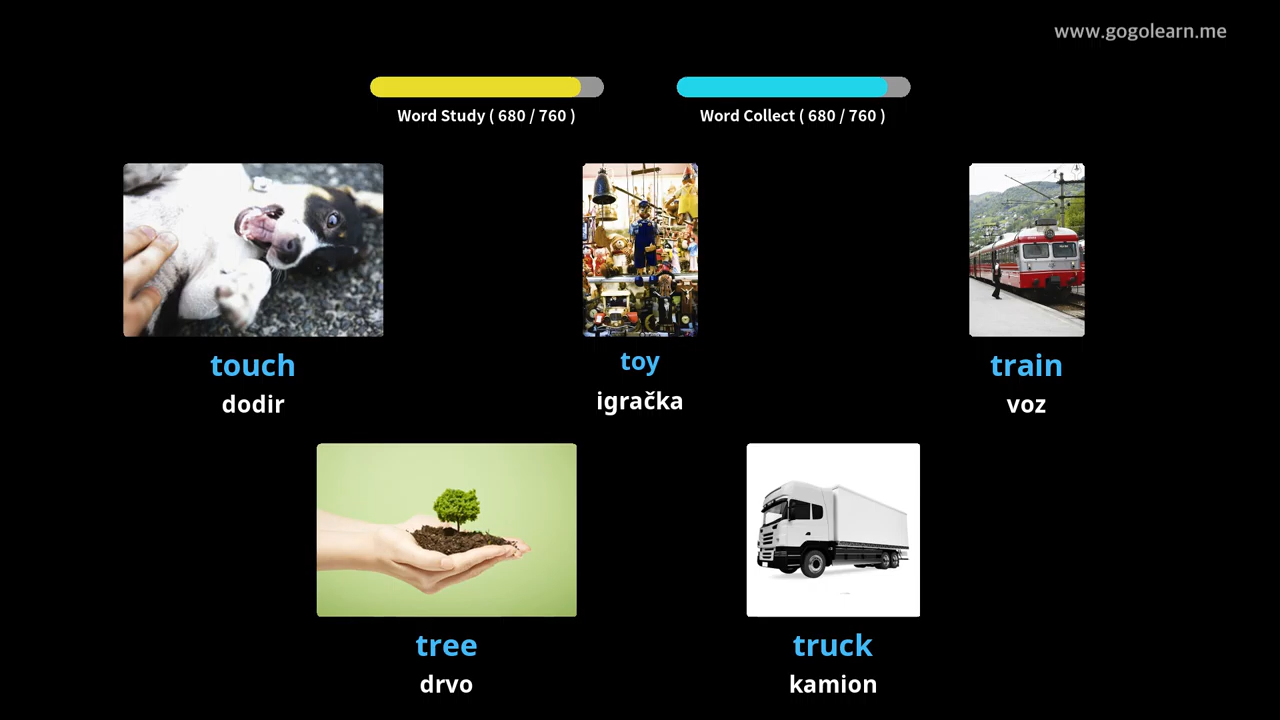 www.gogolearn.me
Word Study ( 680 / 760 )
Word Collect ( 680 / 760 )
touch
dodir
toy
igračka
train
voz
tree
drvo
truck
kamion